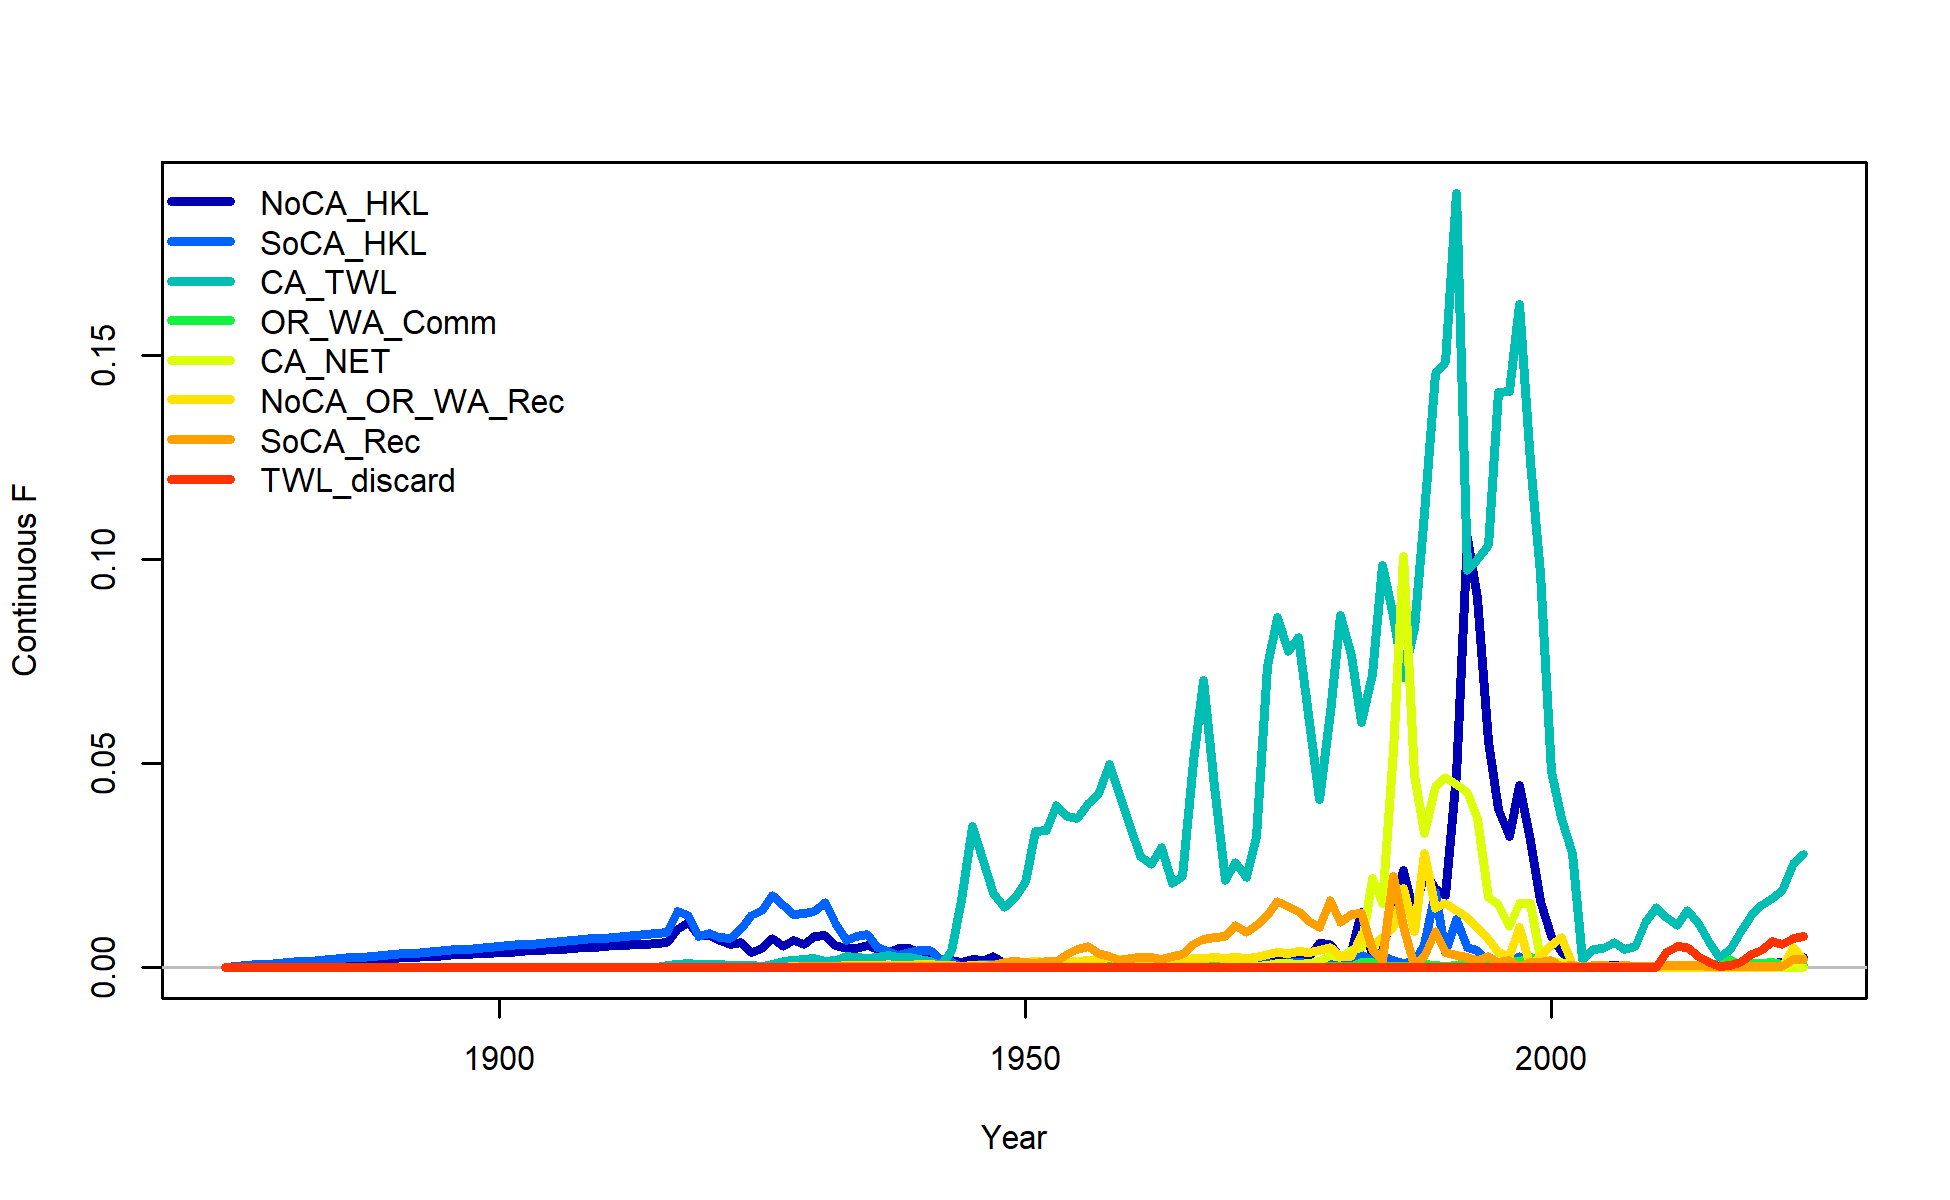 NoCA_HKL
SoCA_HKL
CA_TWL
OR_WA_Comm
CA_NET
NoCA_OR_WA_Rec
SoCA_Rec
TWL_discard
Continuous F
0.15
0.10
0.05
0.00
1900 1950 2000
Year